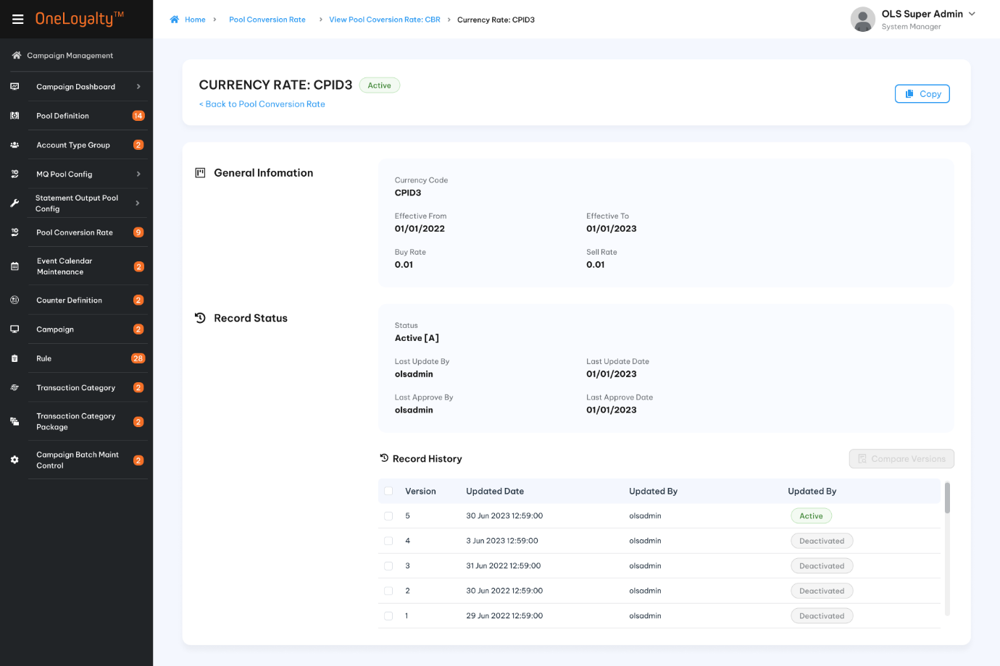 OneLoyalty™
Home > Pool Conversion Rate > View Pool Coversion Rate: CBR > Currency Rate: CPID3
OLS Super Admin
System Manager
Campaign Management
Campaign Dashboard
Pool Definition 14
Account Type Group 2
MQ Pool Config
Statement Output Pool
Config
Pool Conversion Rate 9
Event Calendar
Maintenance 2
Counter Definition 2
Campaign 2
Rule 28
Transaction Category 2
Transaction Category
Package 2
Campaign Batch Maint
Control 2
CURRENCY RATE: CPID3 Active
< Back to Pool Conversion Rate
Copy
General Infomation
Currency Code
CPID3
Effective From Effective To
01/01/2022 01/01/2023
Buy Rate Sell Rate
0.01 0.01
Record Status
Status
Active [A]
Last Update By Last Update Date
olsadmin 01/01/2023
Last Approve By Last Approve Date
olsadmin 01/01/2023
Record History Compare Versions
Version Updated Date Updated By Updated By
5 30 Jun 2023 12:59:00 olsadmin Active
4 3 Jun 2023 12:59:00 olsadmin Deactivated
3 31 Jun 2022 12:59:00 olsadmin Deactivated
2 30 Jun 2022 12:59:00 olsadmin Deactivated
1 29 Jun 2022 12:59:00 olsadmin Deactivated